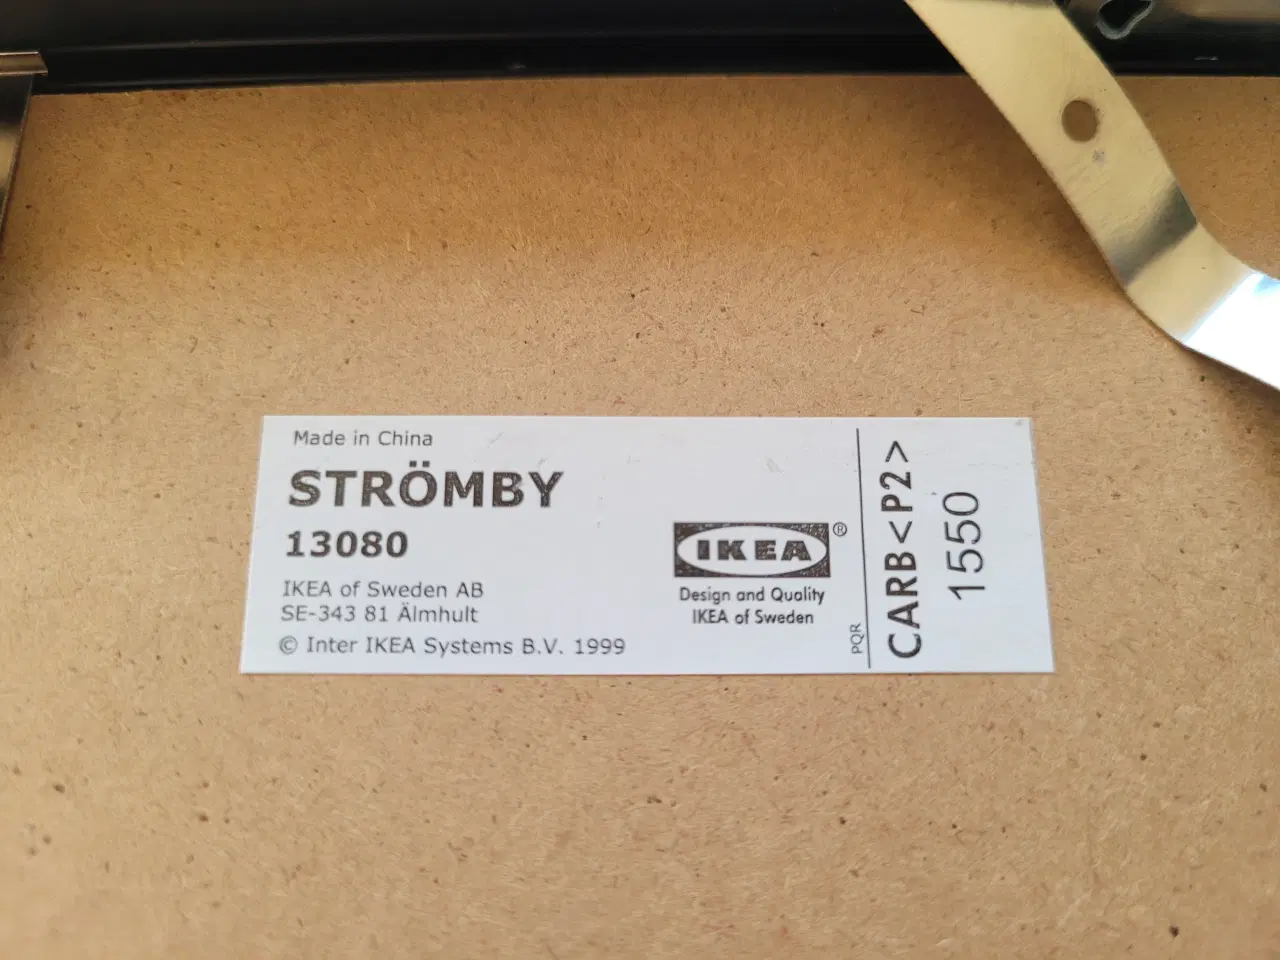 Made in China
STRÖMBY
13080
IKEA of Sweden AB
SE-343 81 Älmhult
© Inter IKEA Systems B.V. 1999
IKEA®
Design and Quality
IKEA of Sweden
PQR
CARB<P2>
1550